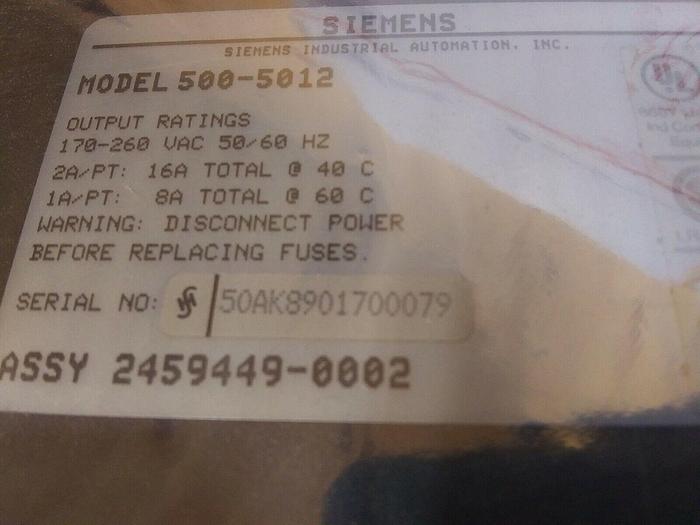 SIEMENS
SIEMENS INDUSTRIAL AUTOMATION, INC.
MODEL 500-5012
OUTPUT RATINGS
170-260 VAC 50/60 HZ
2A/PT: 16A TOTAL @ 40 C
1A/PT: 8A TOTAL @ 60 C
WARNING: DISCONNECT POWER
BEFORE REPLACING FUSES.
SERIAL NO: 50AK8901700079
ASSY 2459449-0002